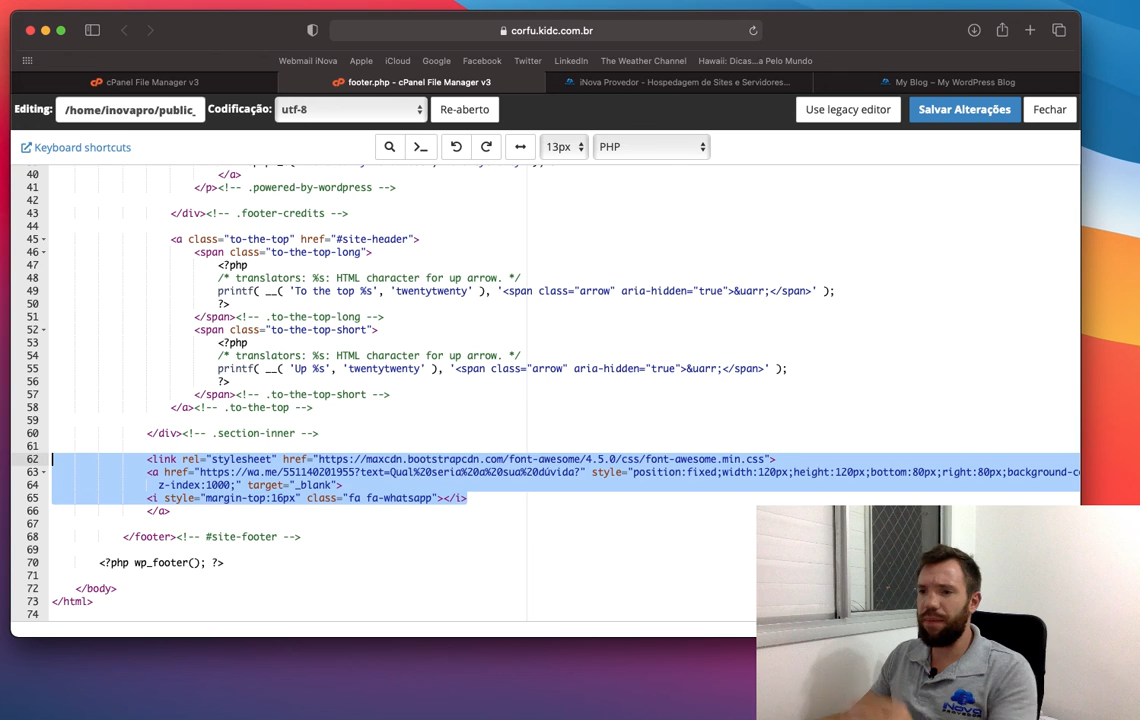 corfu.kidc.com.br
Webmail iNova Apple iCloud Google Facebook Twitter LinkedIn The Weather Channel Hawaii: Dicas...a Pelo Mundo
cPanel File Manager v3
footer.php - cPanel File Manager v3
iNova Provedor - Hospedagem de Sites e Servidores...
My Blog – My WordPress Blog
Editing: /home/inovapro/public_ Codificação: utf-8 Re-aberto Use legacy editor Salvar Alterações Fechar
Keyboard shortcuts 13px PHP
40 </a>
41 </p><!-- .powered-by-wordpress -->
42
43 </div><!-- .footer-credits -->
44
45 <a class="to-the-top" href="#site-header">
46 <span class="to-the-top-long">
47 <?php
48 /* translators: %s: HTML character for up arrow. */
49 printf( __( 'To the top %s', 'twentytwenty' ), '<span class="arrow" aria-hidden="true">&uarr;</span>' );
50 ?>
51 </span><!-- .to-the-top-long -->
52 <span class="to-the-top-short">
53 <?php
54 /* translators: %s: HTML character for up arrow. */
55 printf( __( 'Up %s', 'twentytwenty' ), '<span class="arrow" aria-hidden="true">&uarr;</span>' );
56 ?>
57 </span><!-- .to-the-top-short -->
58 </a><!-- .to-the-top -->
59
60 </div><!-- .section-inner -->
61
62 <link rel="stylesheet" href="https://maxcdn.bootstrapcdn.com/font-awesome/4.5.0/css/font-awesome.min.css">
63 <a href="https://wa.me/551140201955?text=Qual%20seria%20a%20sua%20dúvida?" style="position:fixed;width:120px;height:120px;bottom:80px;right:80px;background-co
64 z-index:1000;" target="_blank">
65 <i style="margin-top:16px" class="fa fa-whatsapp"></i>
66 </a>
67
68 </footer><!-- #site-footer -->
69
70 <?php wp_footer(); ?>
71
72 </body>
73 </html>
74
iNova